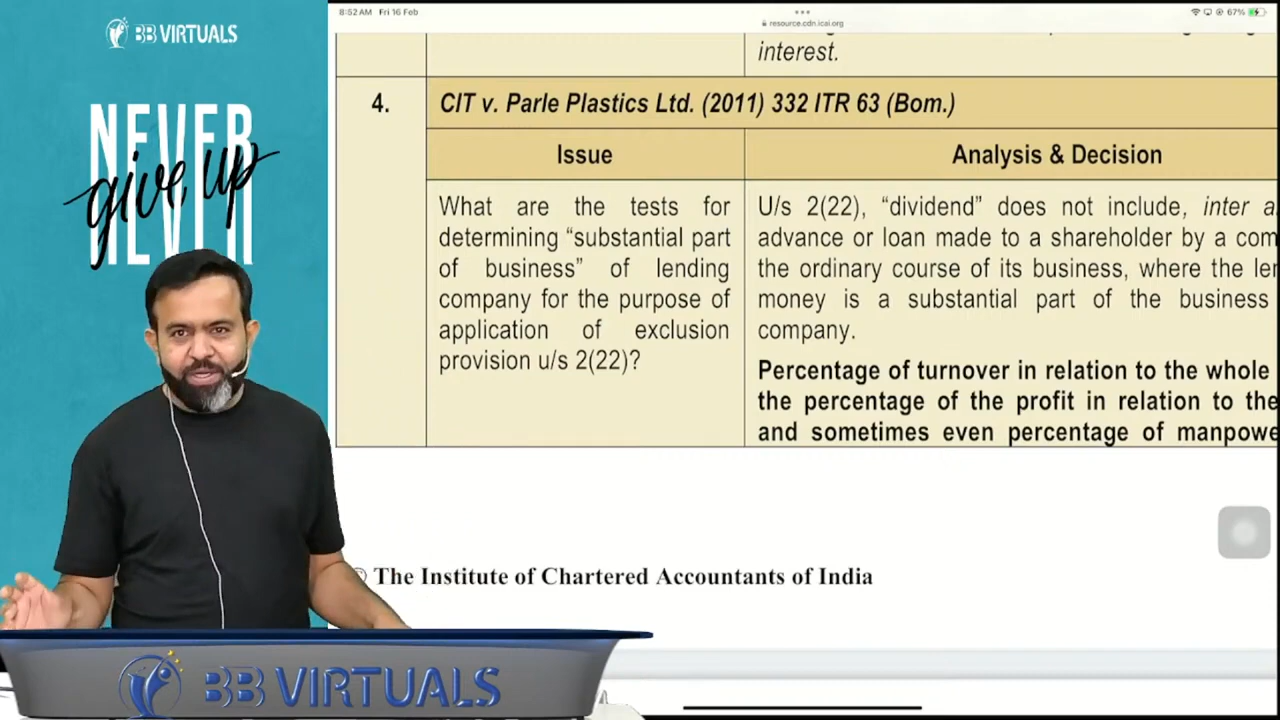 BB VIRTUALS
NEVER
give up
NEVER
8:52 AM Fri 16 Feb
resource.cdn.icai.org
67%
interest.
4.
CIT v. Parle Plastics Ltd. (2011) 332 ITR 63 (Bom.)
Issue
Analysis & Decision
What are the tests for
determining “substantial part
of business” of lending
company for the purpose of
application of exclusion
provision u/s 2(22)?
U/s 2(22), “dividend” does not include, inter a
advance or loan made to a shareholder by a com
the ordinary course of its business, where the le
money is a substantial part of the business
company.
Percentage of turnover in relation to the whole
the percentage of the profit in relation to the
and sometimes even percentage of manpowe
The Institute of Chartered Accountants of India
BB VIRTUALS